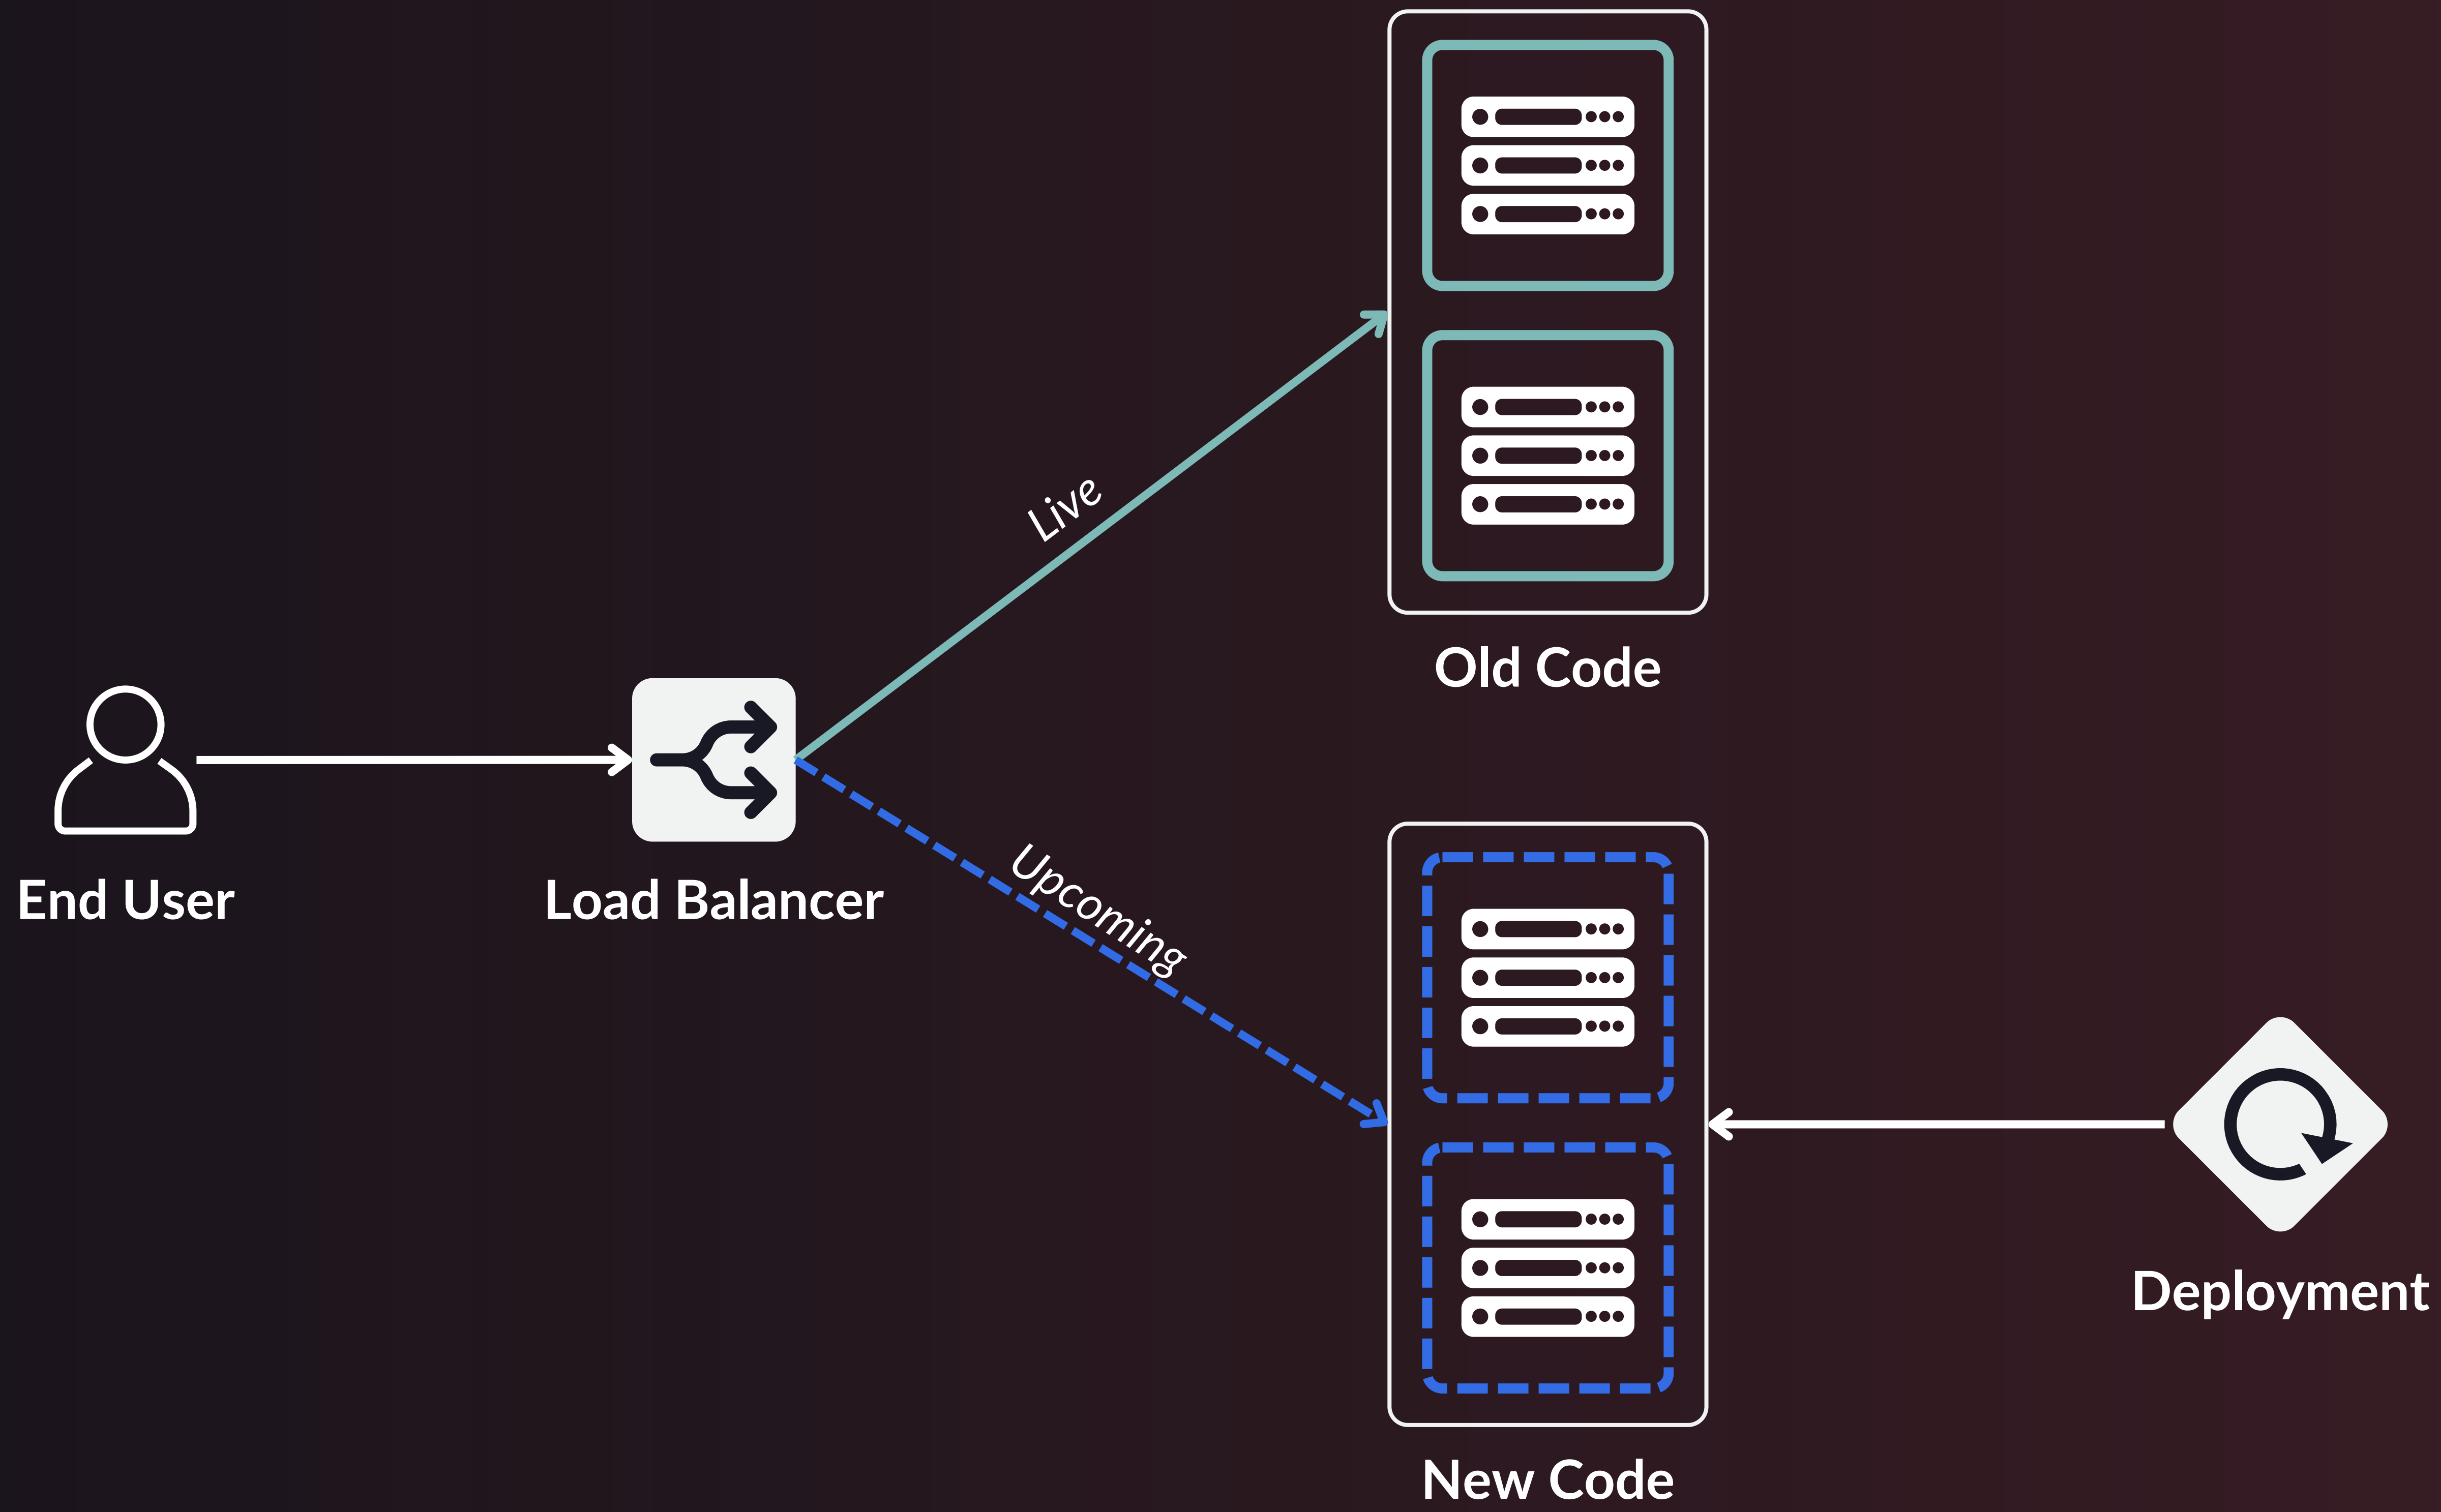 Live
Old Code
End User
Load Balancer
Upcoming
Deployment
New Code